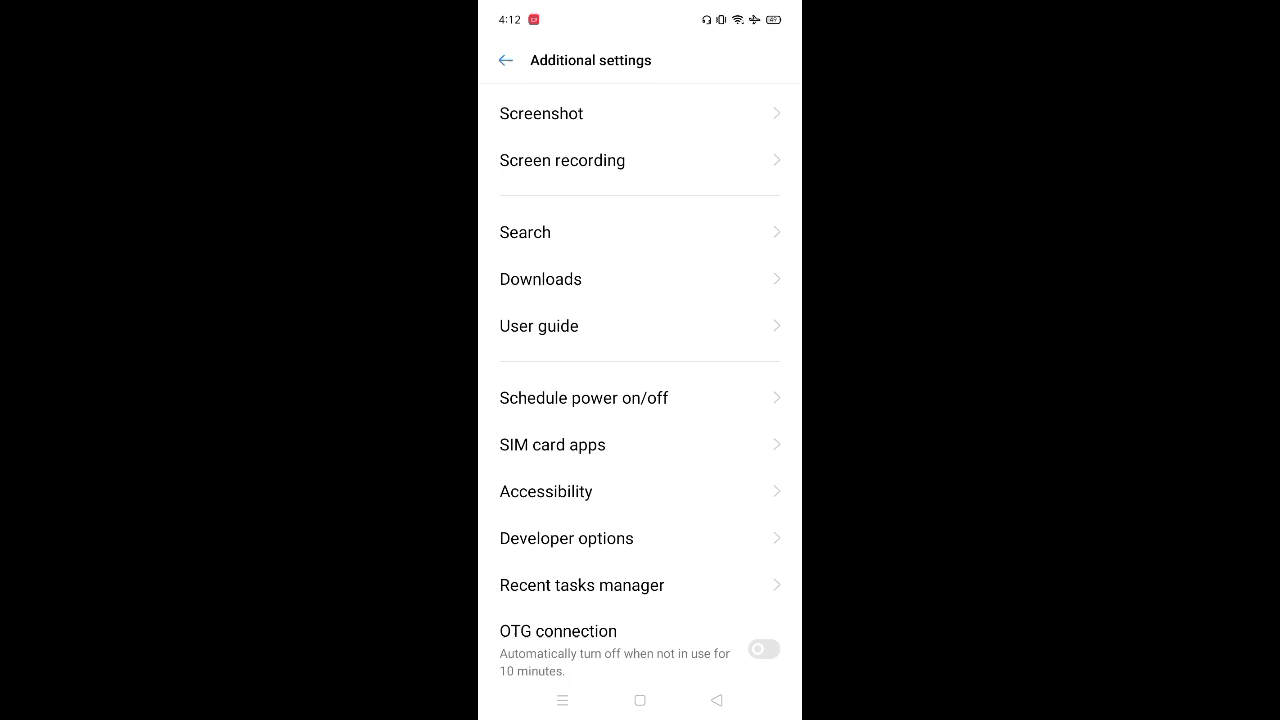 4:12
Additional settings
Screenshot
Screen recording
Search
Downloads
User guide
Schedule power on/off
SIM card apps
Accessibility
Developer options
Recent tasks manager
OTG connection
Automatically turn off when not in use for
10 minutes.